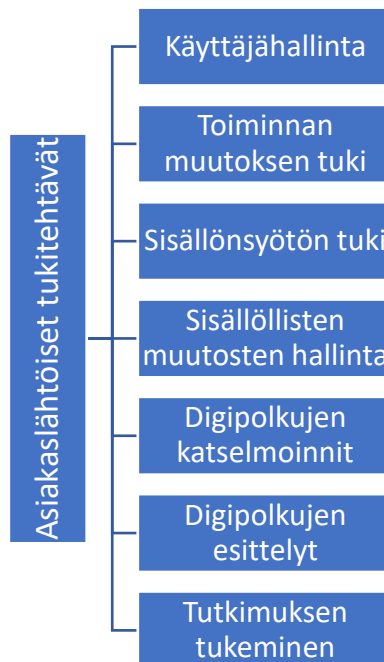 Asiakaslähtöiset tukitehtävät
Käyttäjähallinta
Toiminnan
muutoksen tuki
Sisällönsyötön tuki
Sisällöllisten
muutosten hallinta
Digipolkujen
katselmoinnit
Digipolkujen
esittelyt
Tutkimuksen
tukeminen